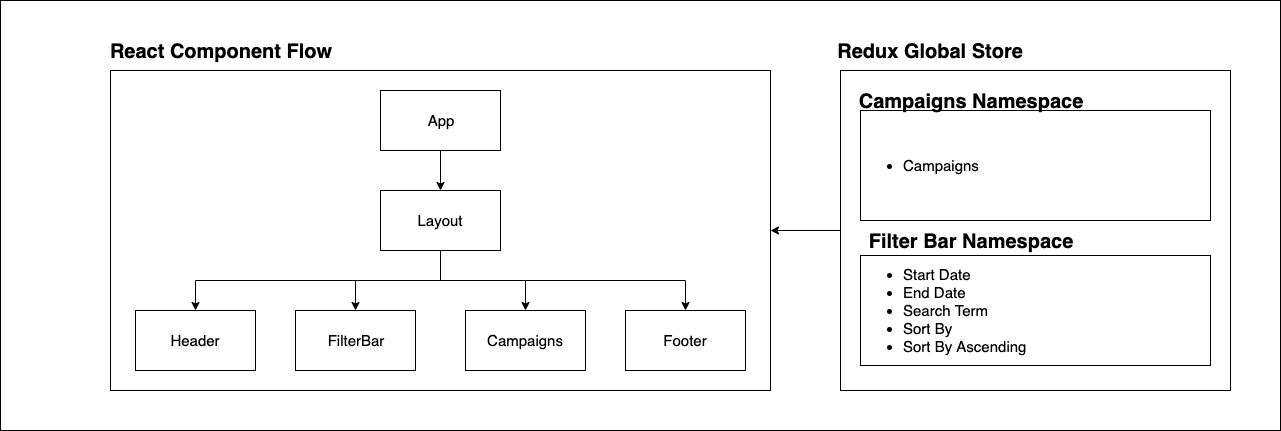 React Component Flow
App
Layout
Header
FilterBar
Campaigns
Footer
Redux Global Store
Campaigns Namespace
• Campaigns
Filter Bar Namespace
• Start Date
• End Date
• Search Term
• Sort By
• Sort By Ascending